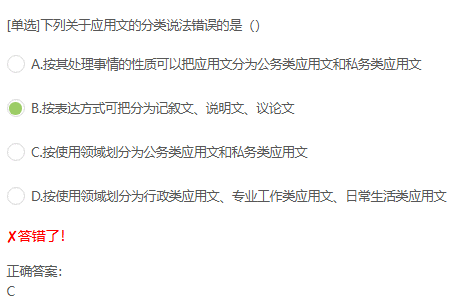 [单选]下列关于应用文的分类说法错误的是（）
A.按其处理事情的性质可以把应用文分为公务类应用文和私务类应用文
B.按表达方式可把分为记叙文、说明文、议论文
C.按使用领域划分为公务类应用文和私务类应用文
D.按使用领域划分为行政类应用文、专业工作类应用文、日常生活类应用文
✗答错了!
正确答案:
C